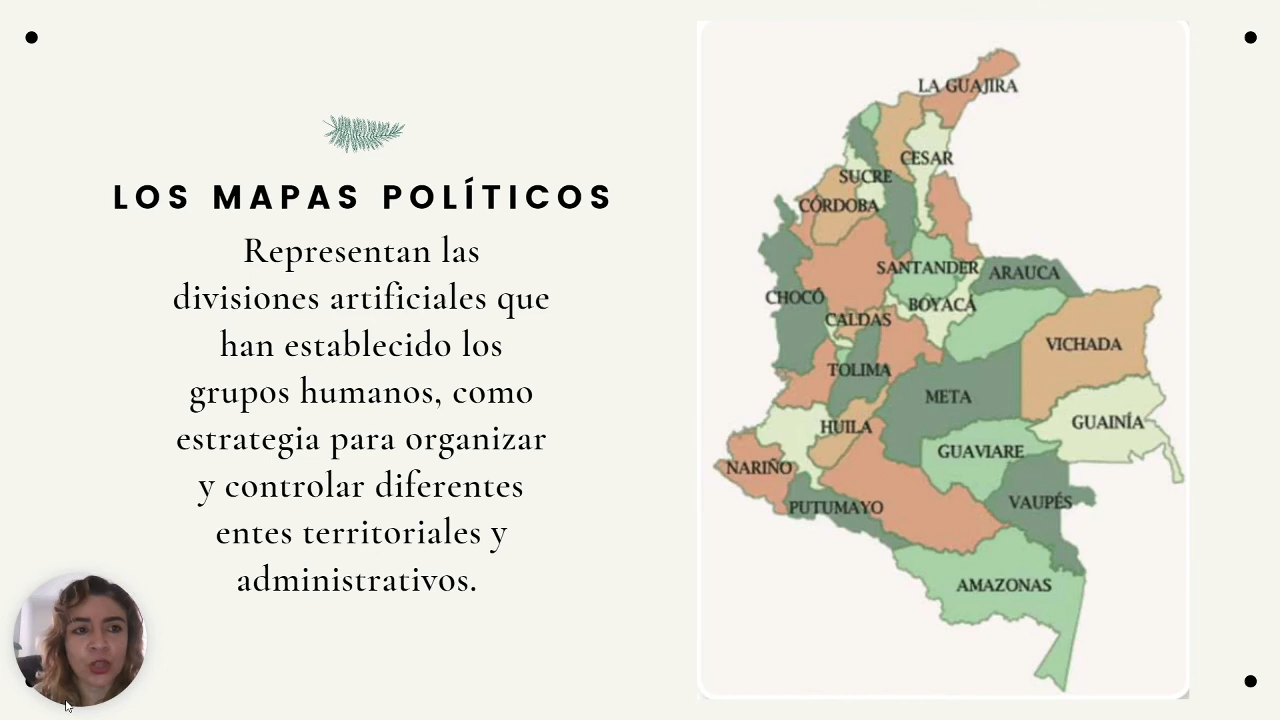 LOS MAPAS POLÍTICOS
Representan las
divisiones artificiales que
han establecido los
grupos humanos, como
estrategia para organizar
y controlar diferentes
entes territoriales y
administrativos.
LA GUAJIRA
CESAR
SUCRE
CÓRDOBA
SANTANDER
ARAUCA
CHOCÓ
BOYACÁ
CALDAS
VICHADA
TOLIMA
META
GUAINÍA
HUILA
GUAVIARE
NARIÑO
VAUPÉS
PUTUMAYO
AMAZONAS